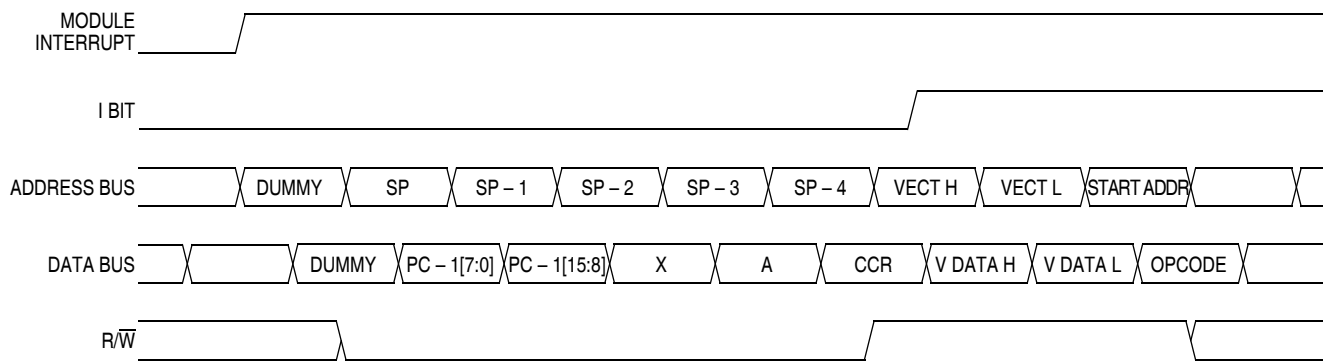 MODULE
INTERRUPT
I BIT
ADDRESS BUS DUMMY SP SP – 1 SP – 2 SP – 3 SP – 4 VECT H VECT L START ADDR
DATA BUS DUMMY PC – 1[7:0] PC – 1[15:8] X A CCR V DATA H V DATA L OPCODE
R/W̅